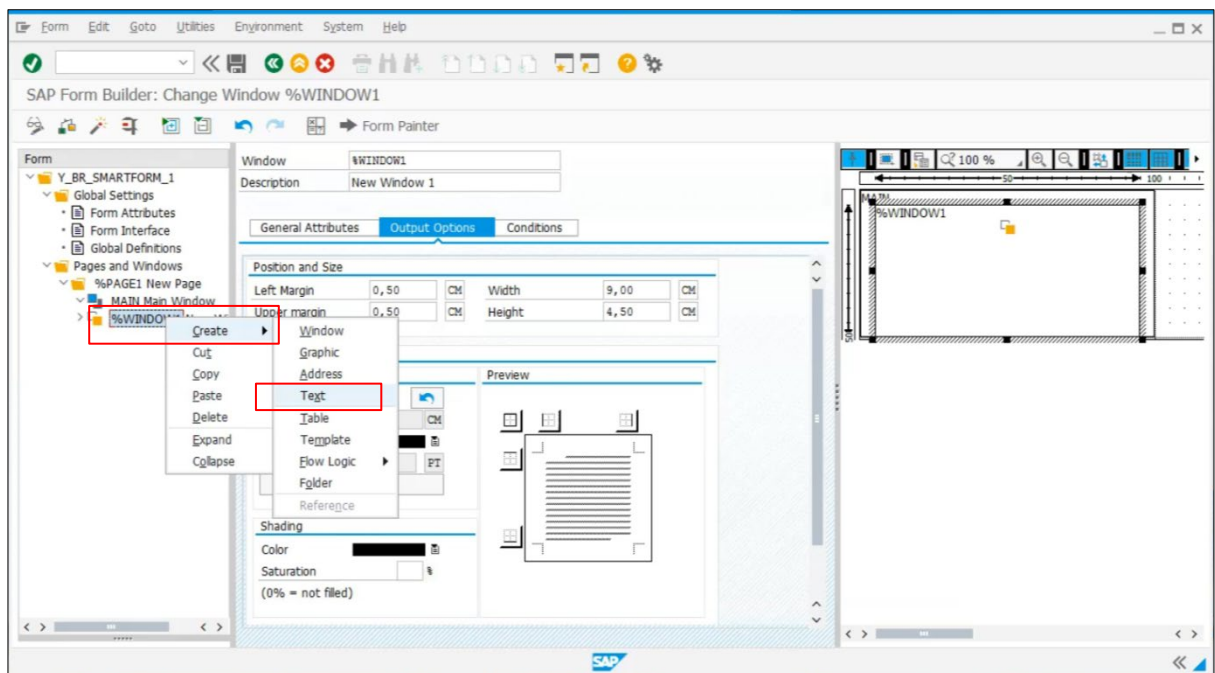 Form Edit Goto Utilities Environment System Help
SAP Form Builder: Change Window %WINDOW1
Form Painter
Form
Y_BR_SMARTFORM_1
Global Settings
Form Attributes
Form Interface
Global Definitions
Pages and Windows
%PAGE1 New Page
MAIN Main Window
%WINDOW
Create
Cut
Copy
Paste
Delete
Expand
Collapse
Window
Graphic
Address
Text
Table
Template
Flow Logic
Folder
Reference
Window %WINDOW1
Description New Window 1
General Attributes Output Options Conditions
Position and Size
Left Margin 0,50 CM Width 9,00 CM
Upper margin 0,50 CM Height 4,50 CM
Preview
CM
PT
Shading
Color
Saturation %
(0% = not filled)
100 %
50 100
MAIN
%WINDOW1
SAP